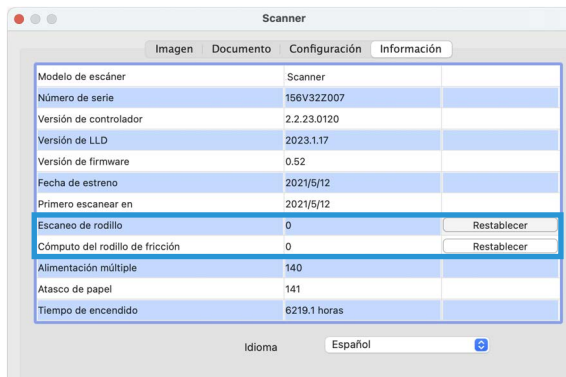 Scanner
Imagen Documento Configuración Información
Modelo de escáner Scanner
Número de serie 156V32Z007
Versión de controlador 2.2.23.0120
Versión de LLD 2023.1.17
Versión de firmware 0.52
Fecha de estreno 2021/5/12
Primero escanear en 2021/5/12
Escaneo de rodillo 0 Restablecer
Cómputo del rodillo de fricción 0 Restablecer
Alimentación múltiple 140
Atasco de papel 141
Tiempo de encendido 6219.1 horas
Idioma Español